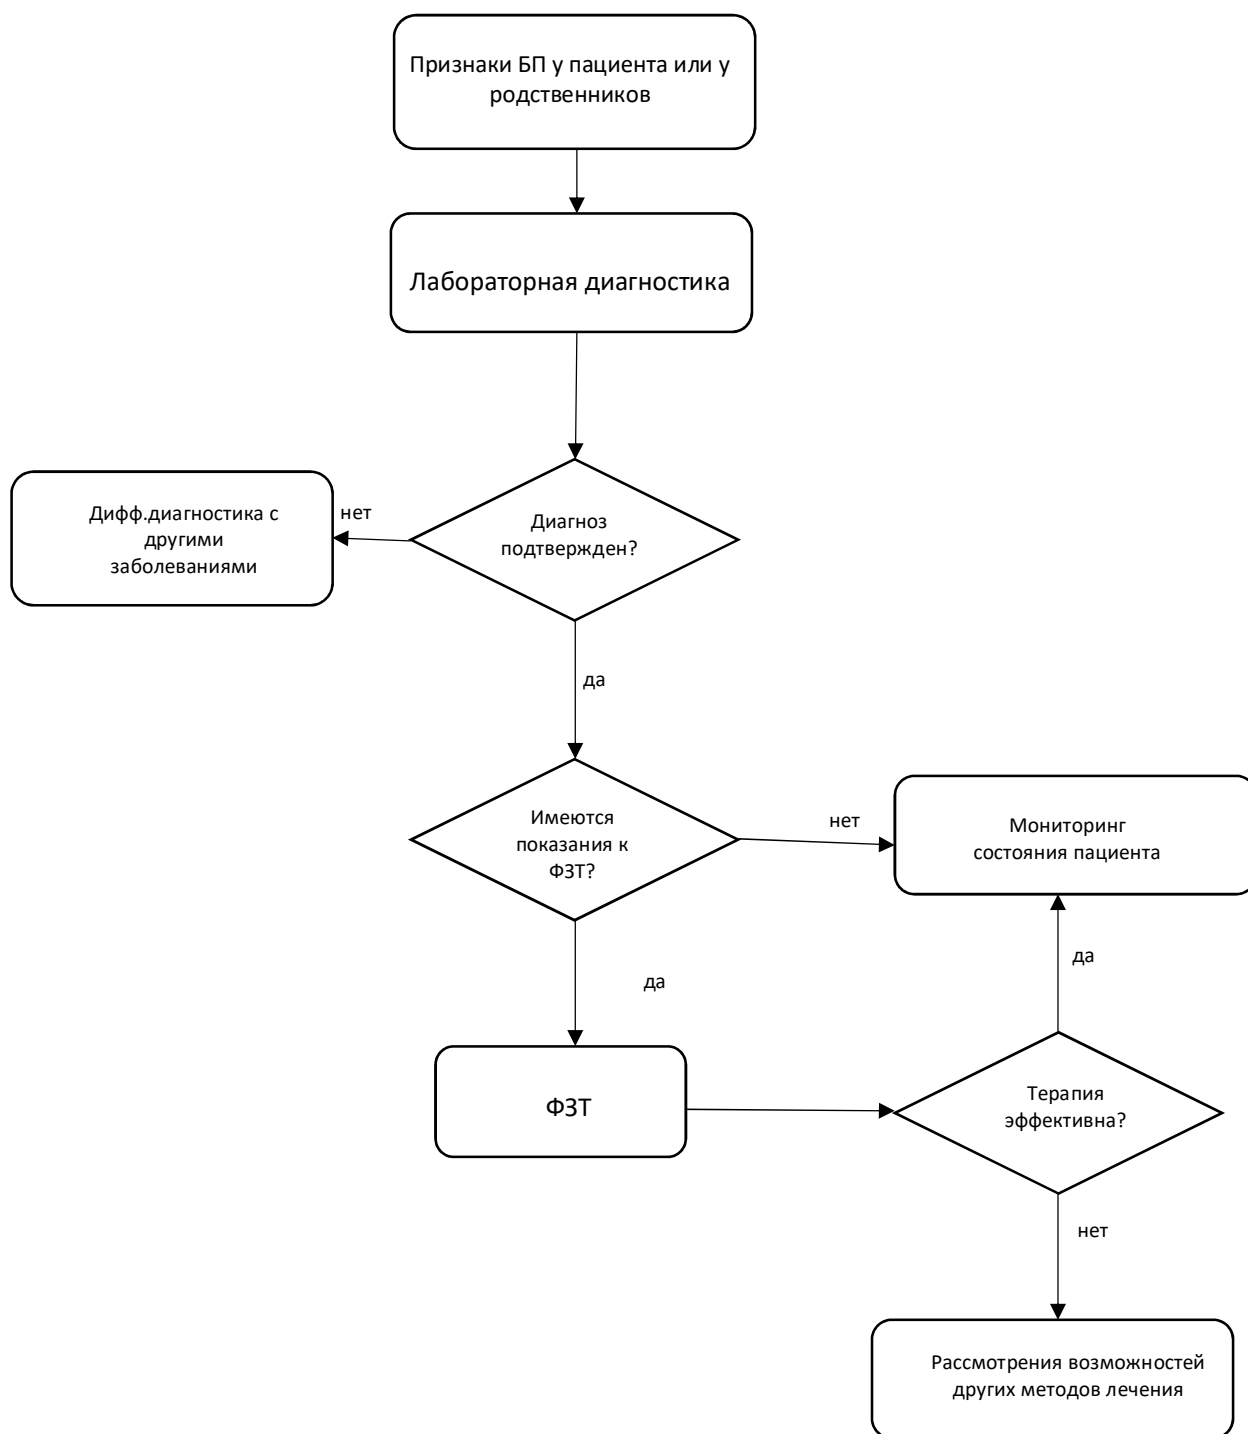 Признаки БП у пациента или у
родственников
Лабораторная диагностика
Дифф.диагностика с
другими
заболеваниями
нет
Диагноз
подтвержден?
да
Имеются
показания к
ФЗТ?
нет
Мониторинг
состояния пациента
да
да
ФЗТ
Терапия
эффективна?
нет
Рассмотрения возможностей
других методов лечения